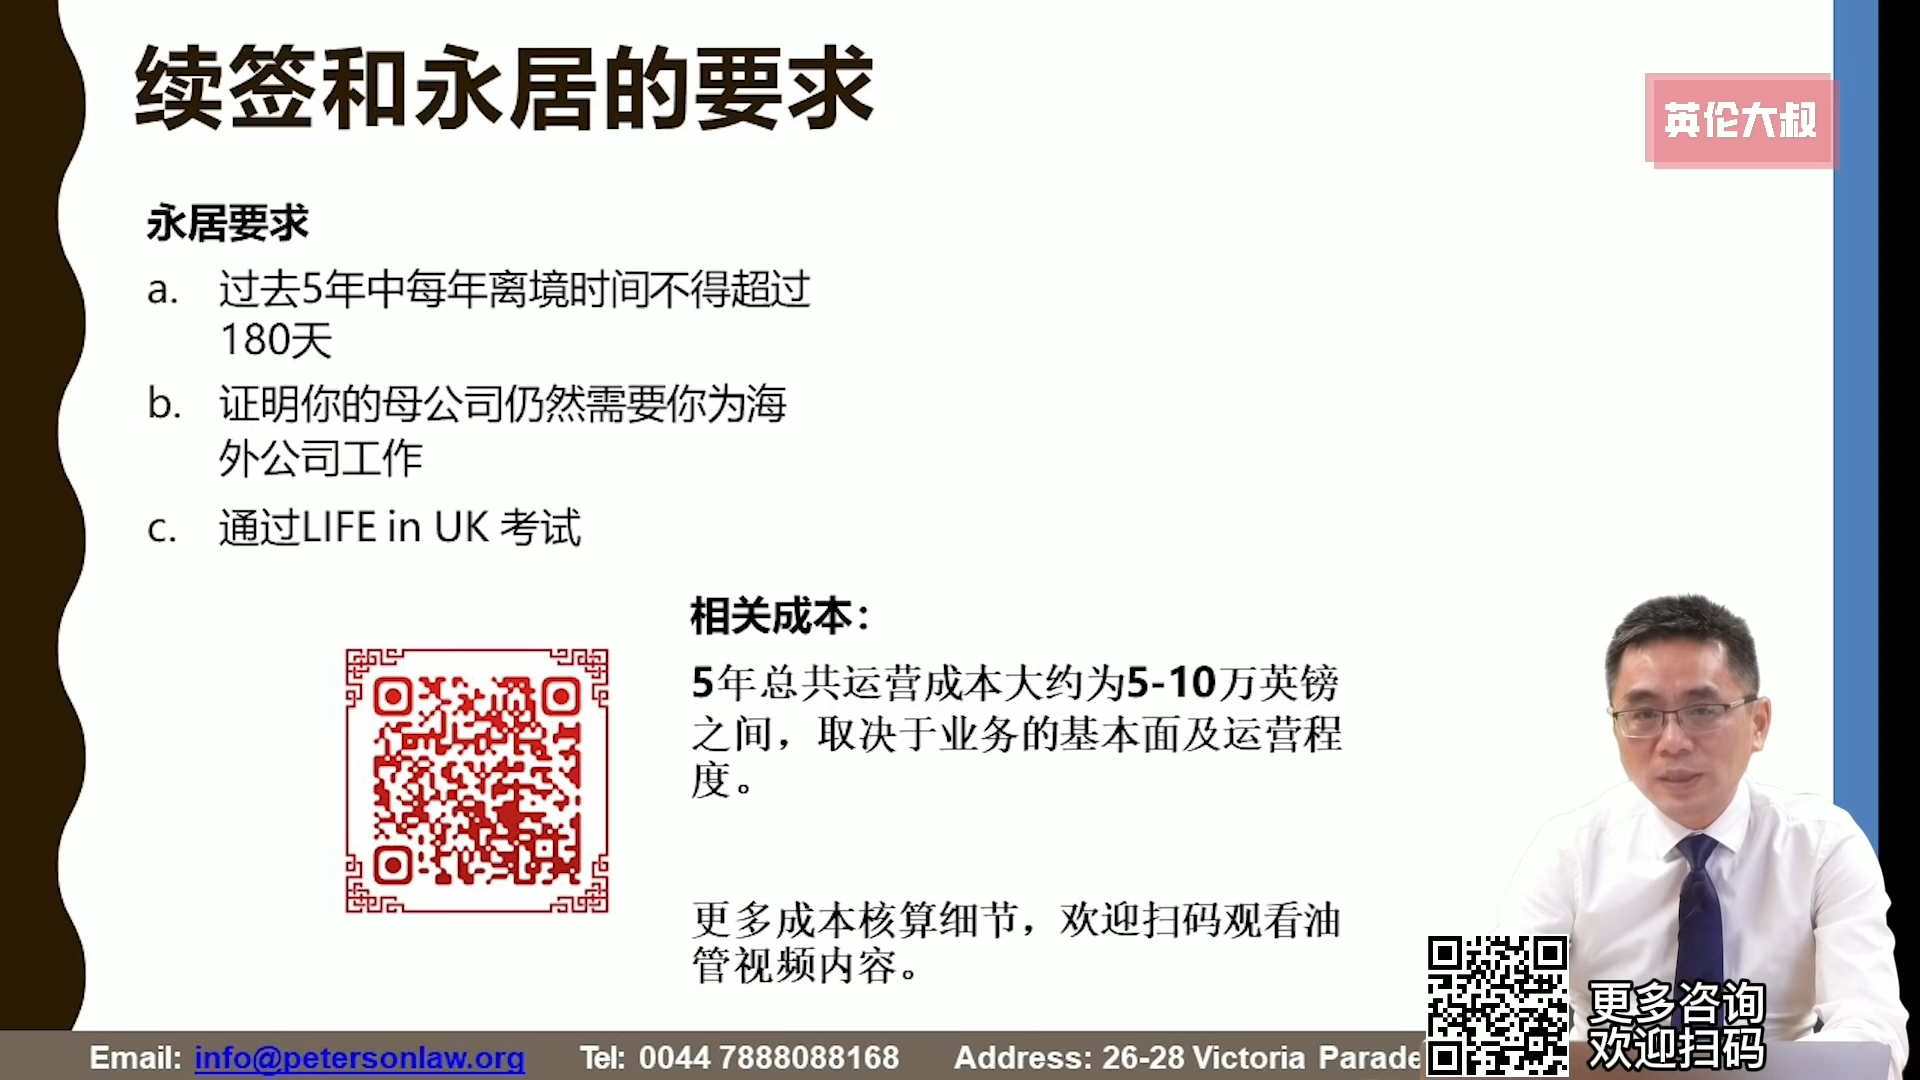 续签和永居的要求
英伦大叔
永居要求
a. 过去5年中每年离境时间不得超过
180天
b. 证明你的母公司仍然需要你为海
外公司工作
c. 通过LIFE in UK 考试
相关成本：
5年总共运营成本大约为5-10万英镑
之间，取决于业务的基本面及运营程
度。
更多成本核算细节，欢迎扫码观看油
管视频内容。
更多咨询
欢迎扫码
Email: info@petersonlaw.org Tel: 0044 7888088168 Address: 26-28 Victoria Parade